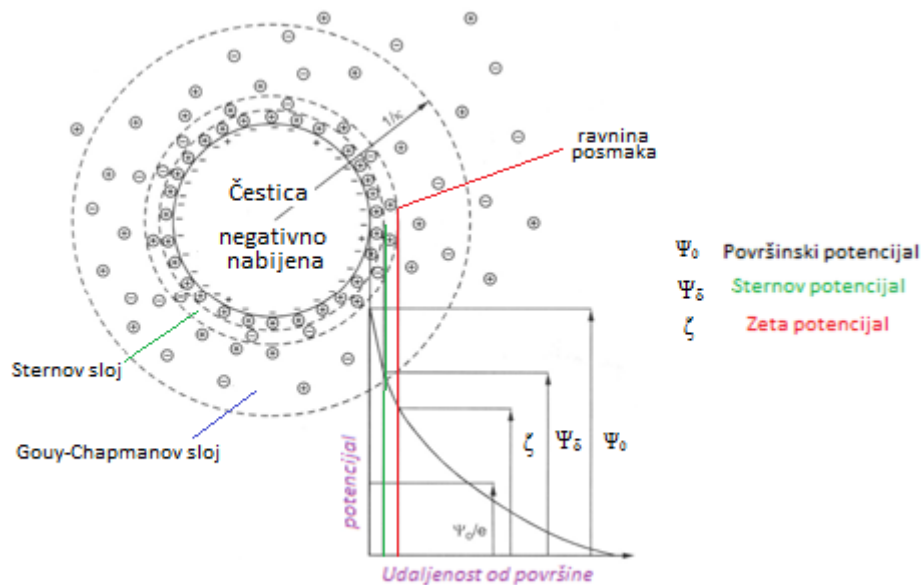 1/κ
ravnina
posmaka
Čestica
negativno
nabijena
Ψ₀ Površinski potencijal
Ψδ Sternov potencijal
ζ Zeta potencijal
Sternov sloj
Gouy-Chapmanov sloj
potencijal
ζ Ψδ Ψ₀
Ψ₀/e
Udaljenost od površine